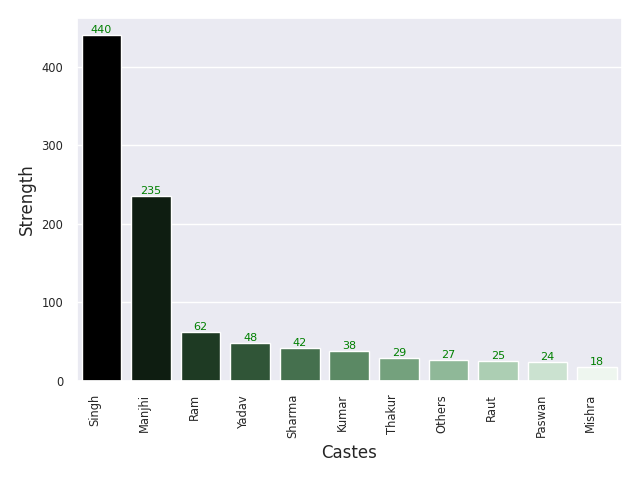 440
400
300
235
200
100
62
48
42
38
29
27
25
24
18
0
Strength
Singh
Manjhi
Ram
Yadav
Sharma
Kumar
Thakur
Others
Raut
Paswan
Mishra
Castes